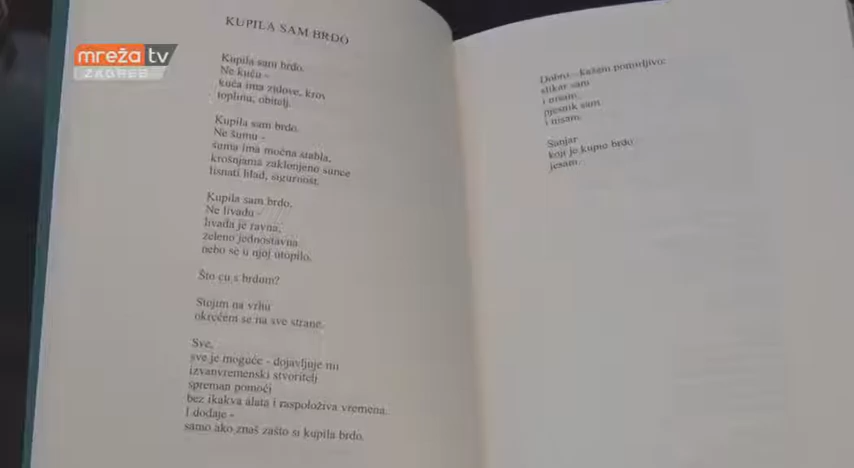 mreža tv
ZAGREB
KUPILA SAM BRDO
Kupila sam brdo.
Ne kuću -
kuća ima zidove, krov
toplinu, obitelj.
Kupila sam brdo.
Ne šumu -
šuma ima moćna stabla,
krošnjama zaklonjeno sunce
lisnati hlad, sigurnost.
Kupila sam brdo.
Ne livadu -
livada je ravna,
zeleno jednostavna
nebo se u njoj utopilo.
Što ću s brdom?
Stojim na vrhu
okrećem se na sve strane.
Sve,
sve je moguće - dojavljuje mi
izvanvremenski stvoritelj
spreman pomoći
bez ikakva alata i raspoloživa vremena.
I dodaje -
samo ako znaš zašto si kupila brdo.
Dobro - kažem pomirljivo:
slikar sam
i nisam,
pjesnik sam
i nisam.
Sanjar
koji je kupio brdo
jesam.